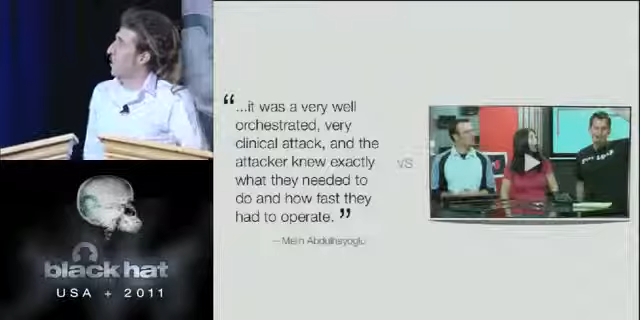 “...it was a very well
orchestrated, very
clinical attack, and the
attacker knew exactly
what they needed to
do and how fast they
had to operate.”
— Melih Abdulhayoglu
vs
black hat
USA + 2011